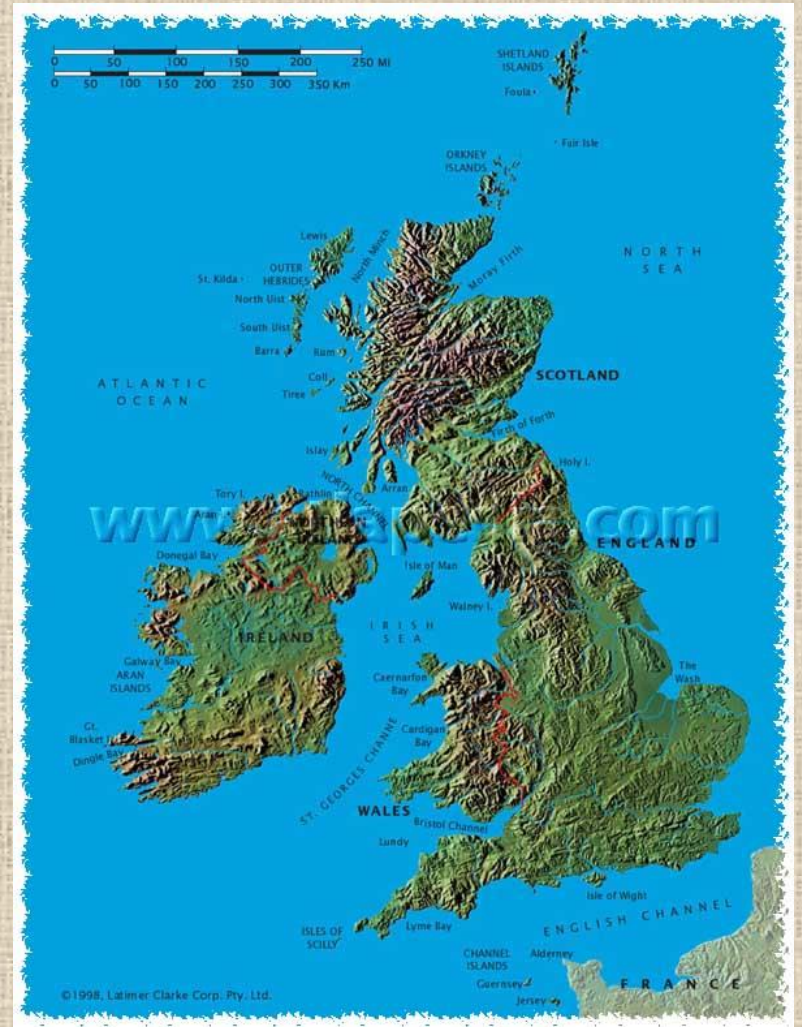 0 50 100 150 200 250 MI
0 50 100 150 200 250 300 350 Km
SHETLAND
ISLANDS
Foula
Fair Isle
ORKNEY
ISLANDS
Lewis
North Minch
Moray Firth
NORTH
SEA
St. Kilda
OUTER
HEBRIDES
North Uist
South Uist
Barra
Rum
Coll
Tiree
ATLANTIC
OCEAN
SCOTLAND
Firth of Forth
Islay
Holy I.
Arran
NORTH CHANNEL
Tory I.
Rathlin
Aran
ENGLAND
Donegal Bay
Isle of Man
Walney I.
IRISH
SEA
IRELAND
Galway Bay
ARAN
ISLANDS
Caernarfon
Bay
The
Wash
Gt.
Blasket I.
Dingle Bay
Cardigan
Bay
ST. GEORGES CHANNE
WALES
Bristol Channel
Lundy
Isle of Wight
Lyme Bay
ISLES OF
SCILLY
ENGLISH CHANNEL
CHANNEL
ISLANDS
Alderney
Guernsey
Jersey
FRANCE
©1998, Latimer Clarke Corp. Pty. Ltd.